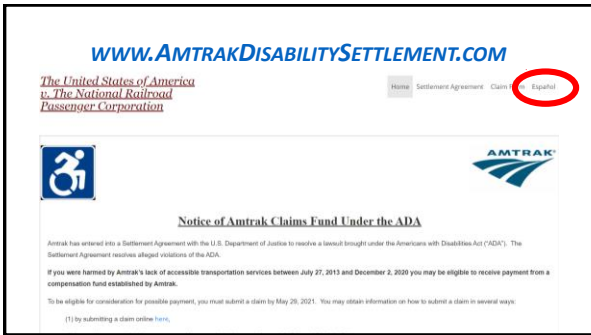 WWW.AMTRAKDISABILITYSETTLEMENT.COM
The United States of America
v. The National Railroad
Passenger Corporation
Home Settlement Agreement Claim Form Español
AMTRAK
Notice of Amtrak Claims Fund Under the ADA
Amtrak has entered into a Settlement Agreement with the U.S. Department of Justice to resolve a lawsuit brought under the Americans with Disabilities Act ("ADA"). The
Settlement Agreement resolves alleged violations of the ADA.
If you were harmed by Amtrak's lack of accessible transportation services between July 27, 2013 and December 2, 2020 you may be eligible to receive payment from a
compensation fund established by Amtrak.
To be eligible for consideration for possible payment, you must submit a claim by May 29, 2021. You may obtain information on how to submit a claim in several ways:
(1) by submitting a claim online here,